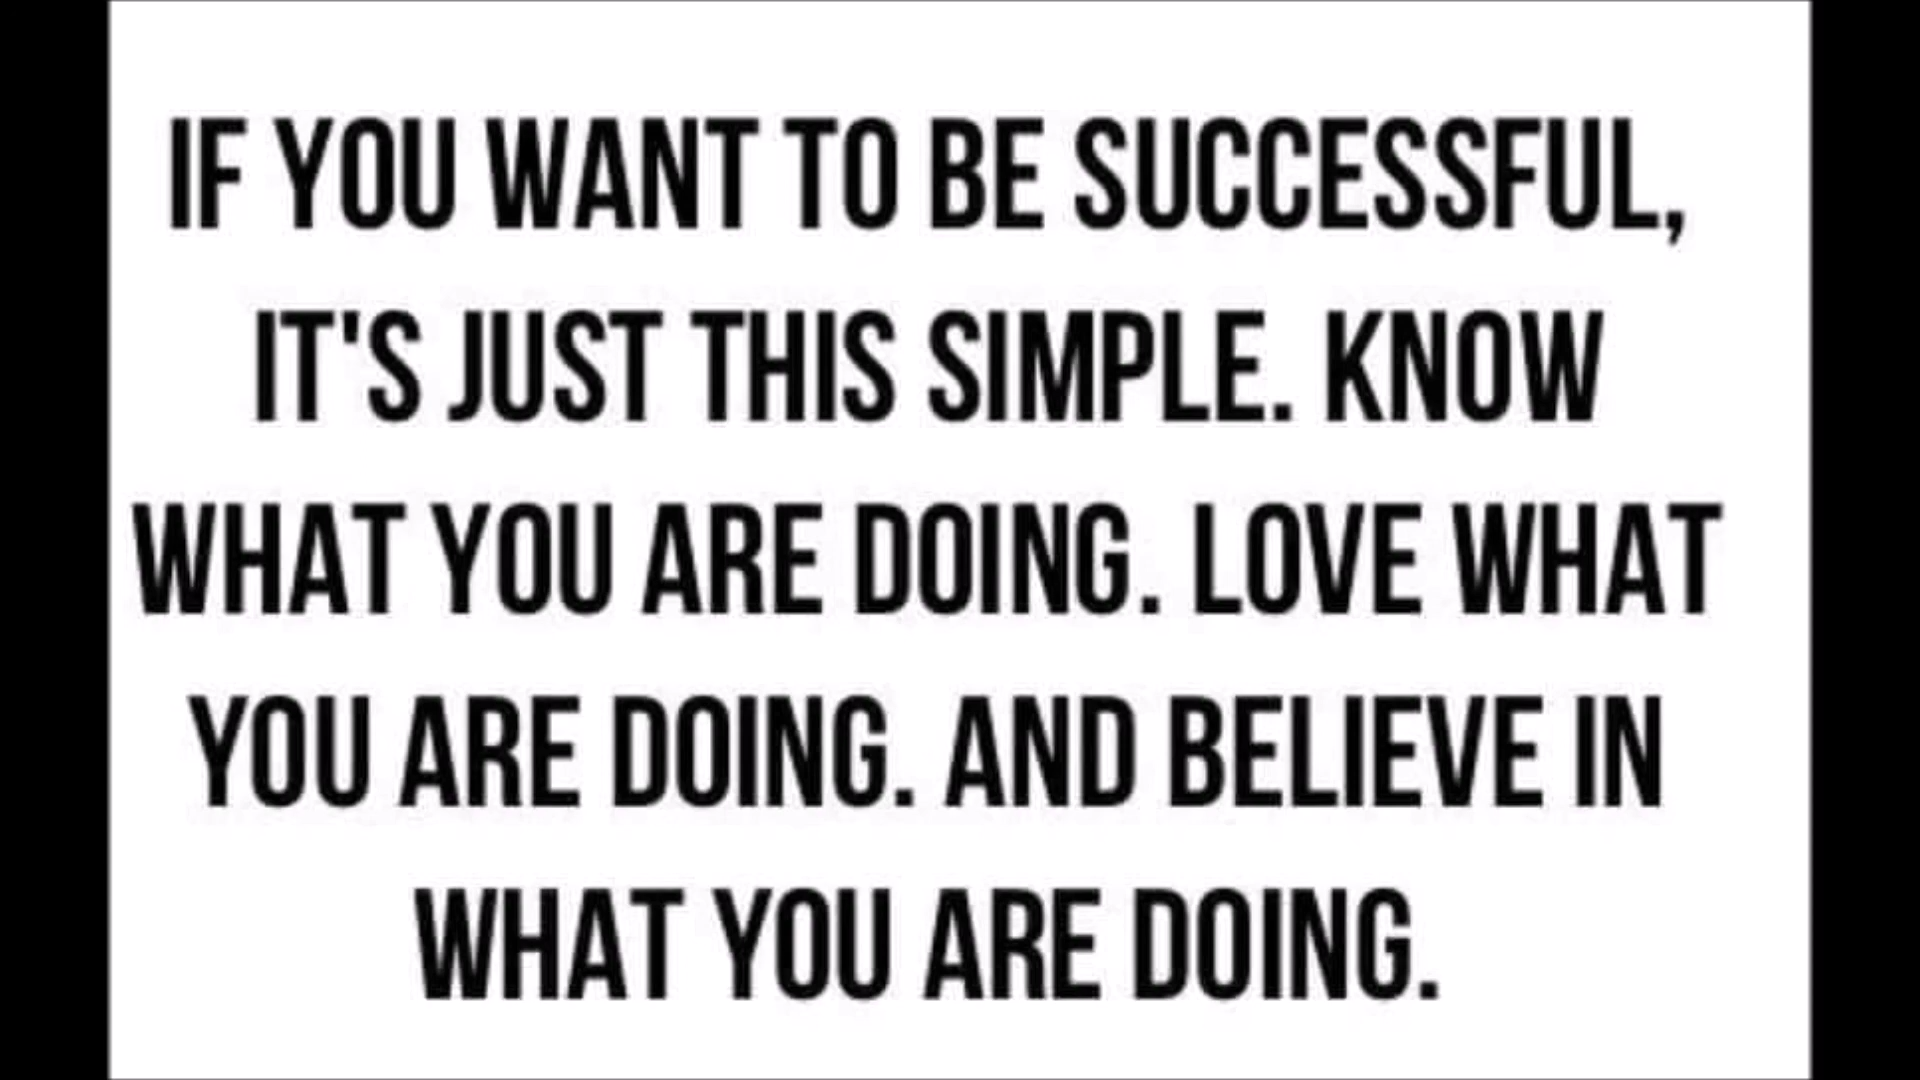 IF YOU WANT TO BE SUCCESSFUL,
IT'S JUST THIS SIMPLE. KNOW
WHAT YOU ARE DOING. LOVE WHAT
YOU ARE DOING. AND BELIEVE IN
WHAT YOU ARE DOING.